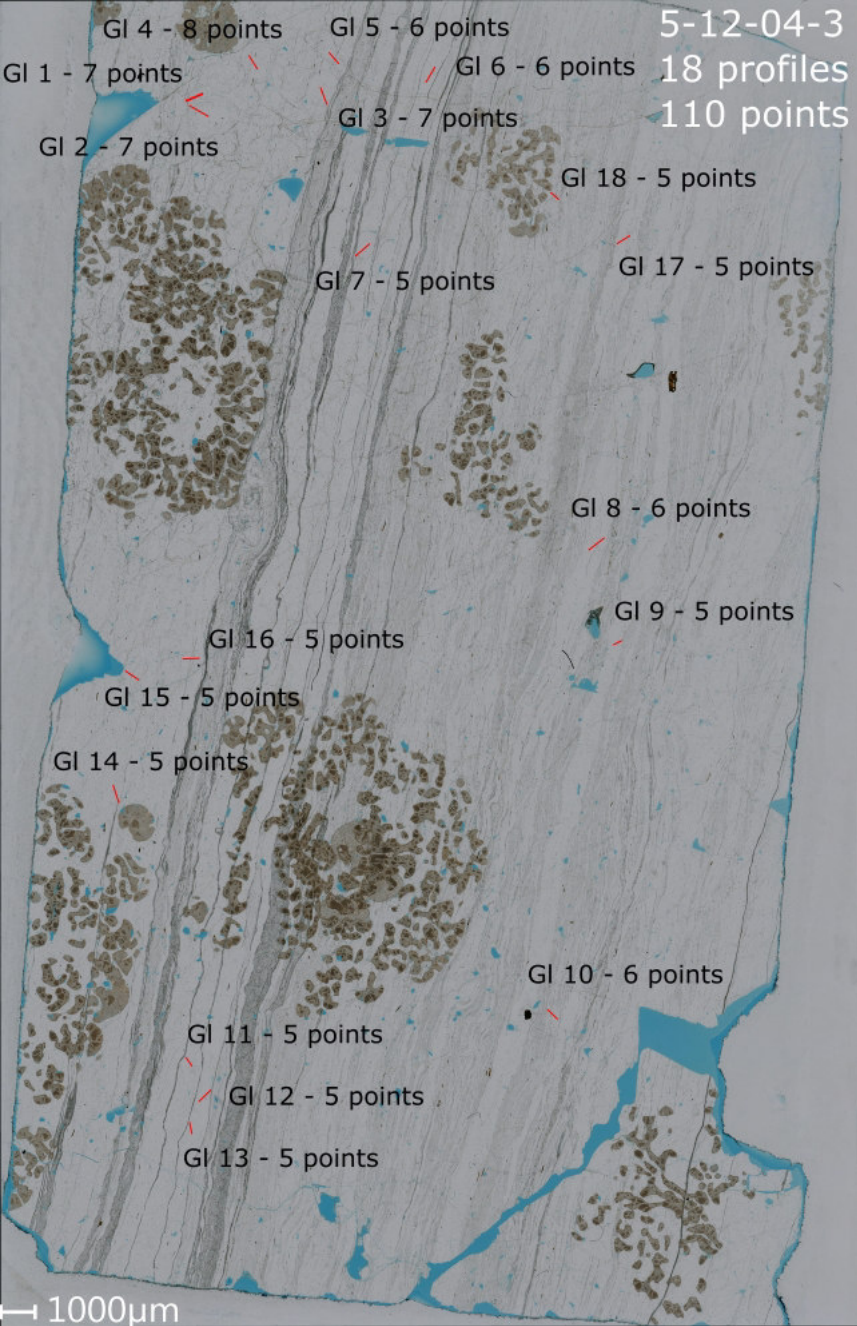 Gl 4 - 8 points
Gl 5 - 6 points
5-12-04-3
18 profiles
110 points
Gl 1 - 7 points
Gl 6 - 6 points
Gl 3 - 7 points
Gl 2 - 7 points
Gl 18 - 5 points
Gl 17 - 5 points
Gl 7 - 5 points
Gl 8 - 6 points
Gl 9 - 5 points
Gl 16 - 5 points
Gl 15 - 5 points
Gl 14 - 5 points
Gl 10 - 6 points
Gl 11 - 5 points
Gl 12 - 5 points
Gl 13 - 5 points
1000µm